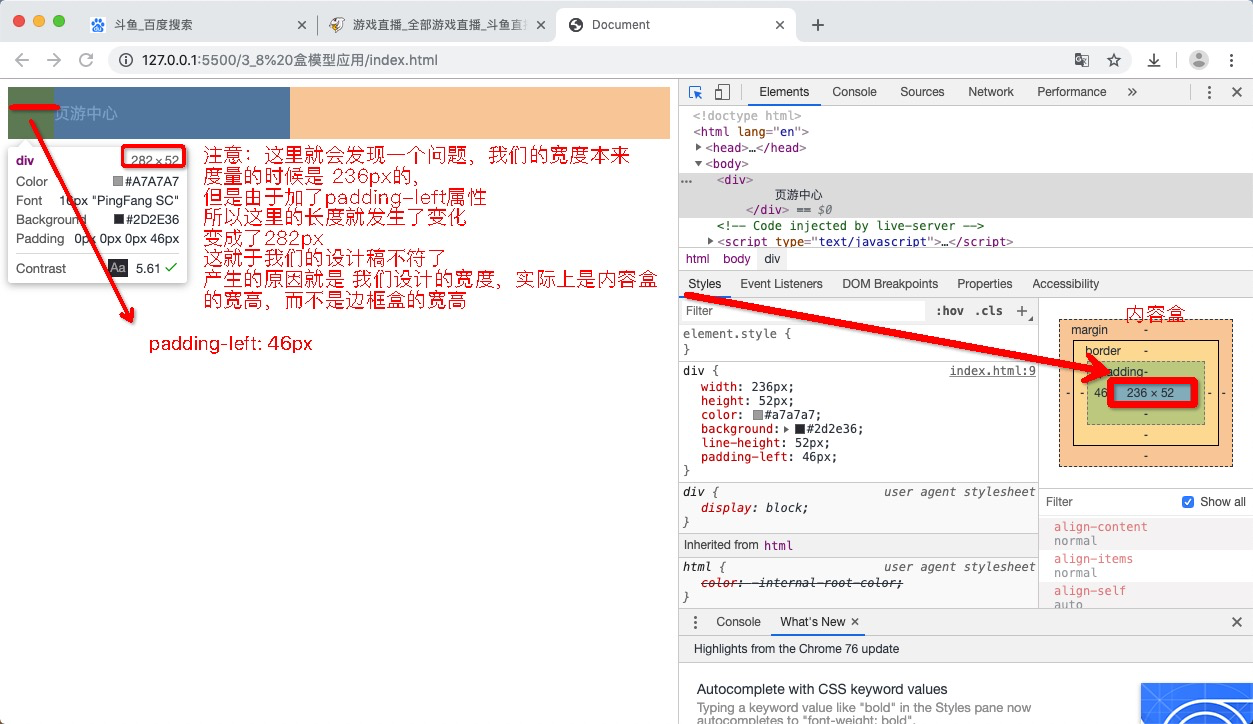 斗鱼_百度搜索
游戏直播_全部游戏直播_斗鱼直
Document
127.0.0.1:5500/3_8%20盒模型应用/index.html
页游中心
div 282 × 52
Color #A7A7A7
Font 16px "PingFang SC"
Background #2D2E36
Padding 0px 0px 0px 46px
Contrast Aa 5.61
注意：这里就会发现一个问题，我们的宽度本来
度量的时候是 236px的，
但是由于加了padding-left属性
所以这里的长度就发生了变化
变成了282px
这就于我们的设计稿不符了
产生的原因就是 我们设计的宽度，实际上是内容盒
的宽高，而不是边框盒的宽高
padding-left: 46px
Elements Console Sources Network Performance »
<!doctype html>
<html lang="en">
<head>…</head>
<body>
<div>
页游中心
</div> == $0
<!-- Code injected by live-server -->
<script type="text/javascript">…</script>
html body div
Styles Event Listeners DOM Breakpoints Properties Accessibility
Filter :hov .cls +
element.style {
}
div { index.html:9
width: 236px;
height: 52px;
color: #a7a7a7;
background: #2d2e36;
line-height: 52px;
padding-left: 46px;
}
div { user agent stylesheet
display: block;
}
Inherited from html
html { user agent stylesheet
color: -internal-root-color;
}
内容盒
margin -
border -
padding-
- - 46 236 × 52 - -
-
-
-
Filter Show all
align-content
normal
align-items
normal
align-self
auto
Console What's New ×
Highlights from the Chrome 76 update
Autocomplete with CSS keyword values
Typing a keyword value like "bold" in the Styles pane now
autocompletes to "font-weight: bold".